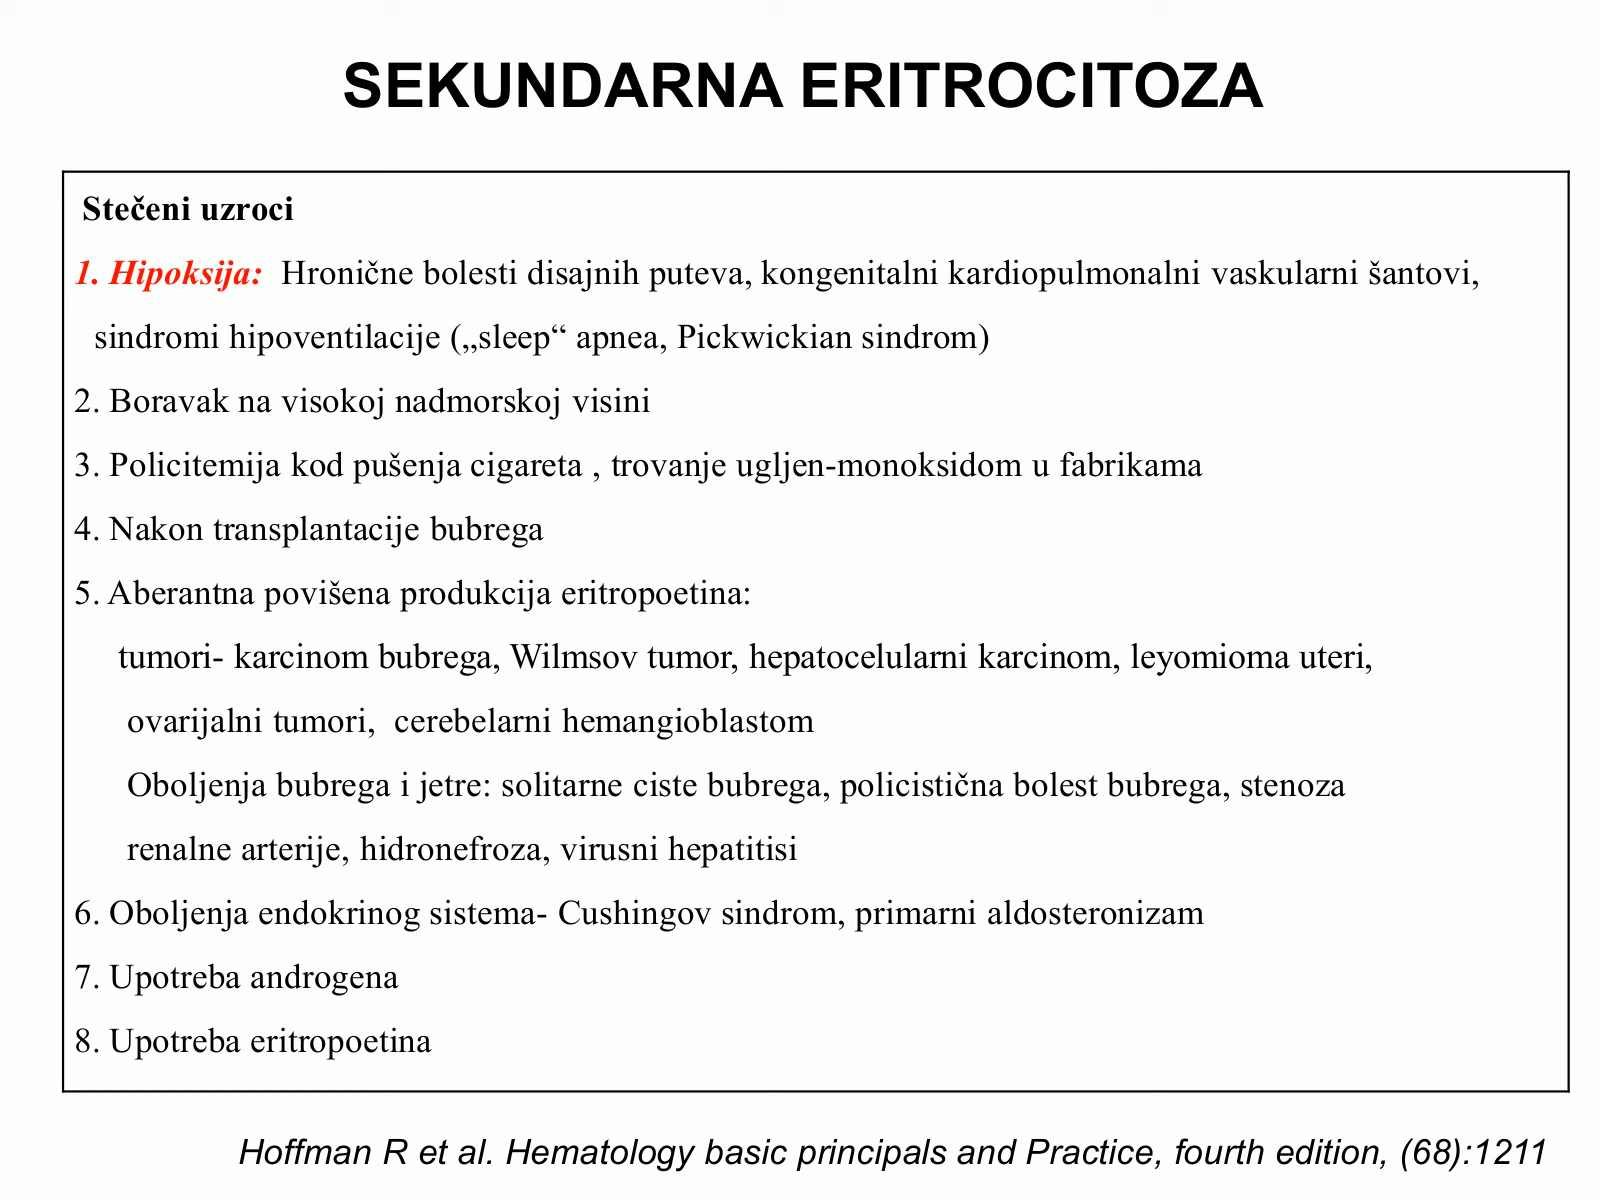 SEKUNDARNA ERITROCITOZA
Stečeni uzroci
1. Hipoksija: Hronične bolesti disajnih puteva, kongenitalni kardiopulmonalni vaskularni šantovi,
sindromi hipoventilacije („sleep“ apnea, Pickwickian sindrom)
2. Boravak na visokoj nadmorskoj visini
3. Policitemija kod pušenja cigareta , trovanje ugljen-monoksidom u fabrikama
4. Nakon transplantacije bubrega
5. Aberantna povišena produkcija eritropoetina:
tumori- karcinom bubrega, Wilmsov tumor, hepatocelularni karcinom, leyomioma uteri,
ovarijalni tumori, cerebelarni hemangioblastom
Oboljenja bubrega i jetre: solitarne ciste bubrega, policistična bolest bubrega, stenoza
renalne arterije, hidronefroza, virusni hepatitisi
6. Oboljenja endokrinog sistema- Cushingov sindrom, primarni aldosteronizam
7. Upotreba androgena
8. Upotreba eritropoetina
Hoffman R et al. Hematology basic principals and Practice, fourth edition, (68):1211